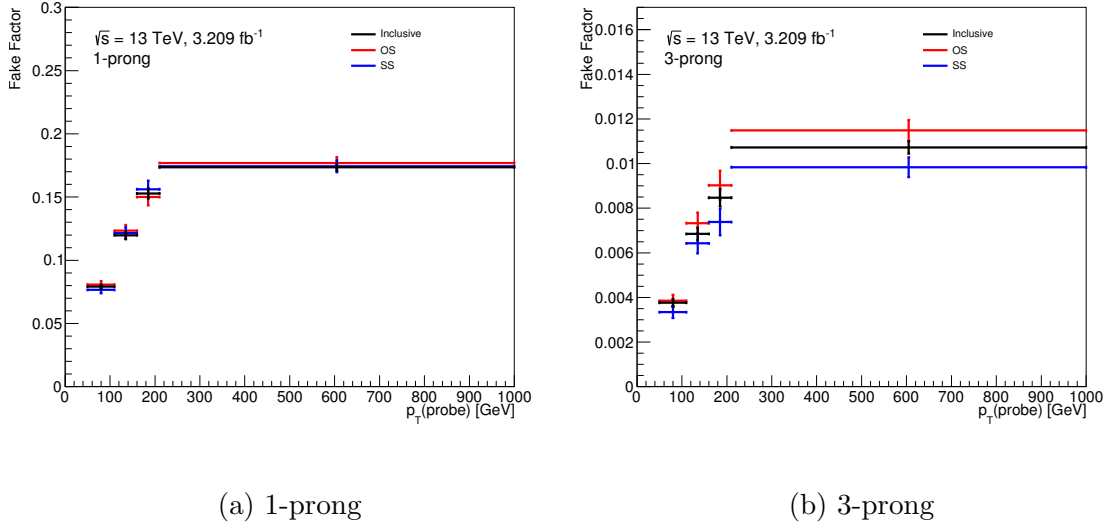 Fake Factor
0.3
0.25
0.2
0.15
0.1
0.05
0
√s = 13 TeV, 3.209 fb⁻¹
1-prong
Inclusive
OS
SS
0 100 200 300 400 500 600 700 800 900 1000
p_T(probe) [GeV]
(a) 1-prong
Fake Factor
0.016
0.014
0.012
0.01
0.008
0.006
0.004
0.002
0
√s = 13 TeV, 3.209 fb⁻¹
3-prong
Inclusive
OS
SS
0 100 200 300 400 500 600 700 800 900 1000
p_T(probe) [GeV]
(b) 3-prong